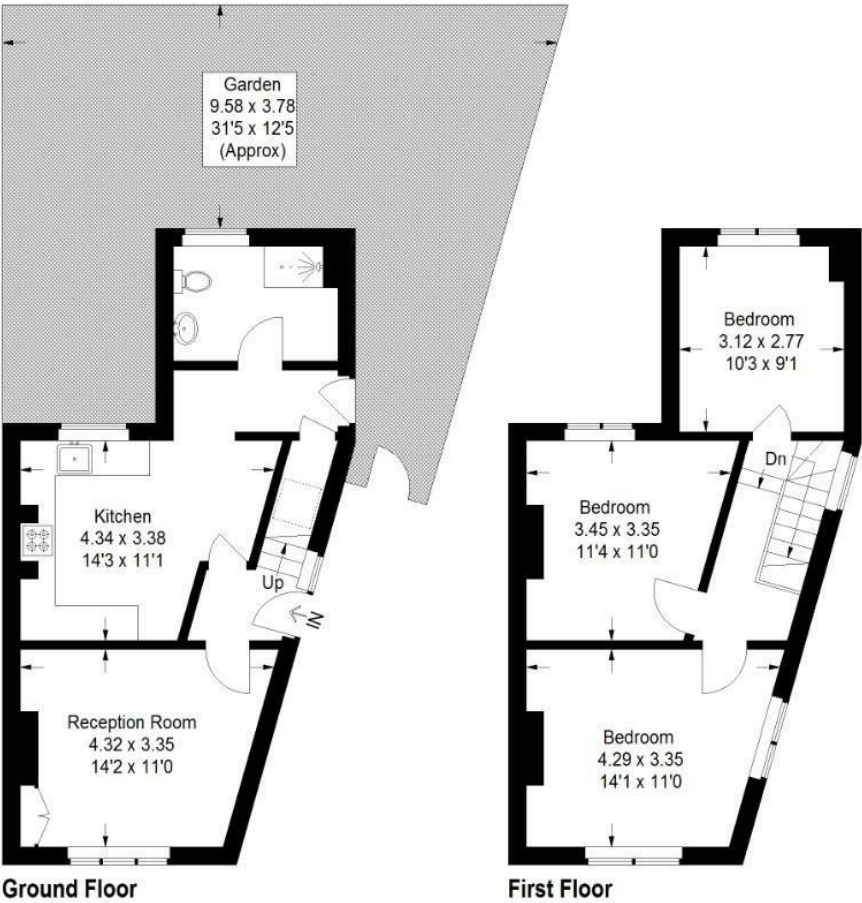 Garden
9.58 x 3.78
31'5 x 12'5
(Approx)
Kitchen
4.34 x 3.38
14'3 x 11'1
Up
IN
Reception Room
4.32 x 3.35
14'2 x 11'0
Ground Floor
Bedroom
3.12 x 2.77
10'3 x 9'1
Dn
Bedroom
3.45 x 3.35
11'4 x 11'0
Bedroom
4.29 x 3.35
14'1 x 11'0
First Floor